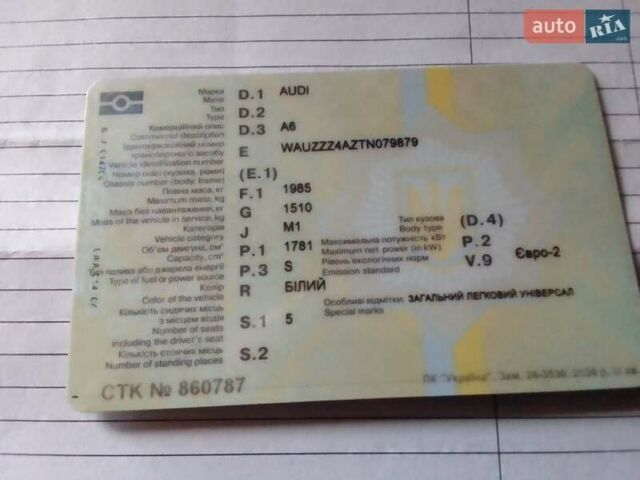 auto RIA .com
Марка D.1 AUDI
Make
Тип D.2
Type
Комерційний опис D.3 A6
Commercial description
Ідентифікаційний номер E WAUZZZ4AZTN079879
транспортного засобу
Vehicle identification number
Номер шасі (кузова, рами) (E.1)
Chassis number (body, frame)
Повна маса, кг F.1 1985
Maximum mass, kg
Маса без навантаження, кг G 1510
Mass of the vehicle in service, kg
Категорія J M1
Vehicle category
Об'єм двигуна, см³ P.1 1781
Capacity, cm³
Тип палива або джерела енергії P.3 S
Type of fuel or power source
Колір R БІЛИЙ
Color of the vehicle
Кількість сидячих місць S.1 5
з місцем водія
Number of seats
including the driver's seat
Кількість стоячих місць S.2
Number of standing places
Тип кузова (D.4)
Body type
Максимальна потужність кВт P.2
Maximum net power (in kW)
Рівень екологічних норм V.9 Євро-2
Emission standard
Особливі відмітки: ЗАГАЛЬНИЙ ЛЕГКОВИЙ УНІВЕРСАЛ
Special marks
СТК № 860787
ПК "Україна". Зам.